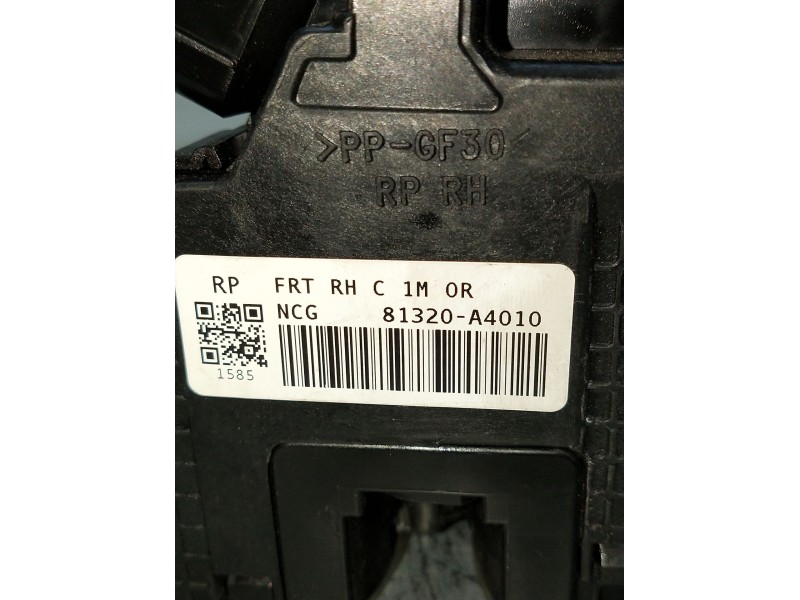 >PP-GF30<
RP RH
RP FRT RH C 1M OR
NCG 81320-A4010
1585